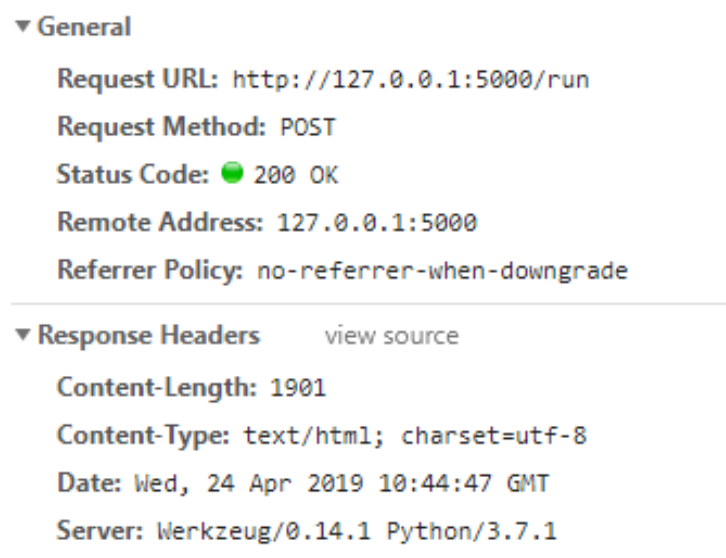 General
Request URL: http://127.0.0.1:5000/run
Request Method: POST
Status Code: 200 OK
Remote Address: 127.0.0.1:5000
Referrer Policy: no-referrer-when-downgrade
Response Headers view source
Content-Length: 1901
Content-Type: text/html; charset=utf-8
Date: Wed, 24 Apr 2019 10:44:47 GMT
Server: Werkzeug/0.14.1 Python/3.7.1